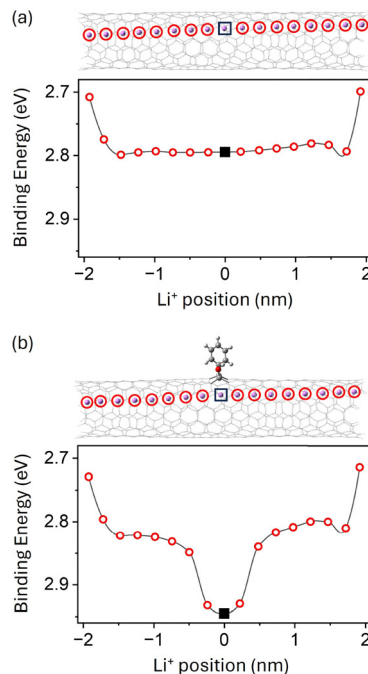 (a)
2.7
2.8
2.9
Binding Energy (eV)
−2 −1 0 1 2
Li⁺ position (nm)
(b)
2.7
2.8
2.9
Binding Energy (eV)
−2 −1 0 1 2
Li⁺ position (nm)